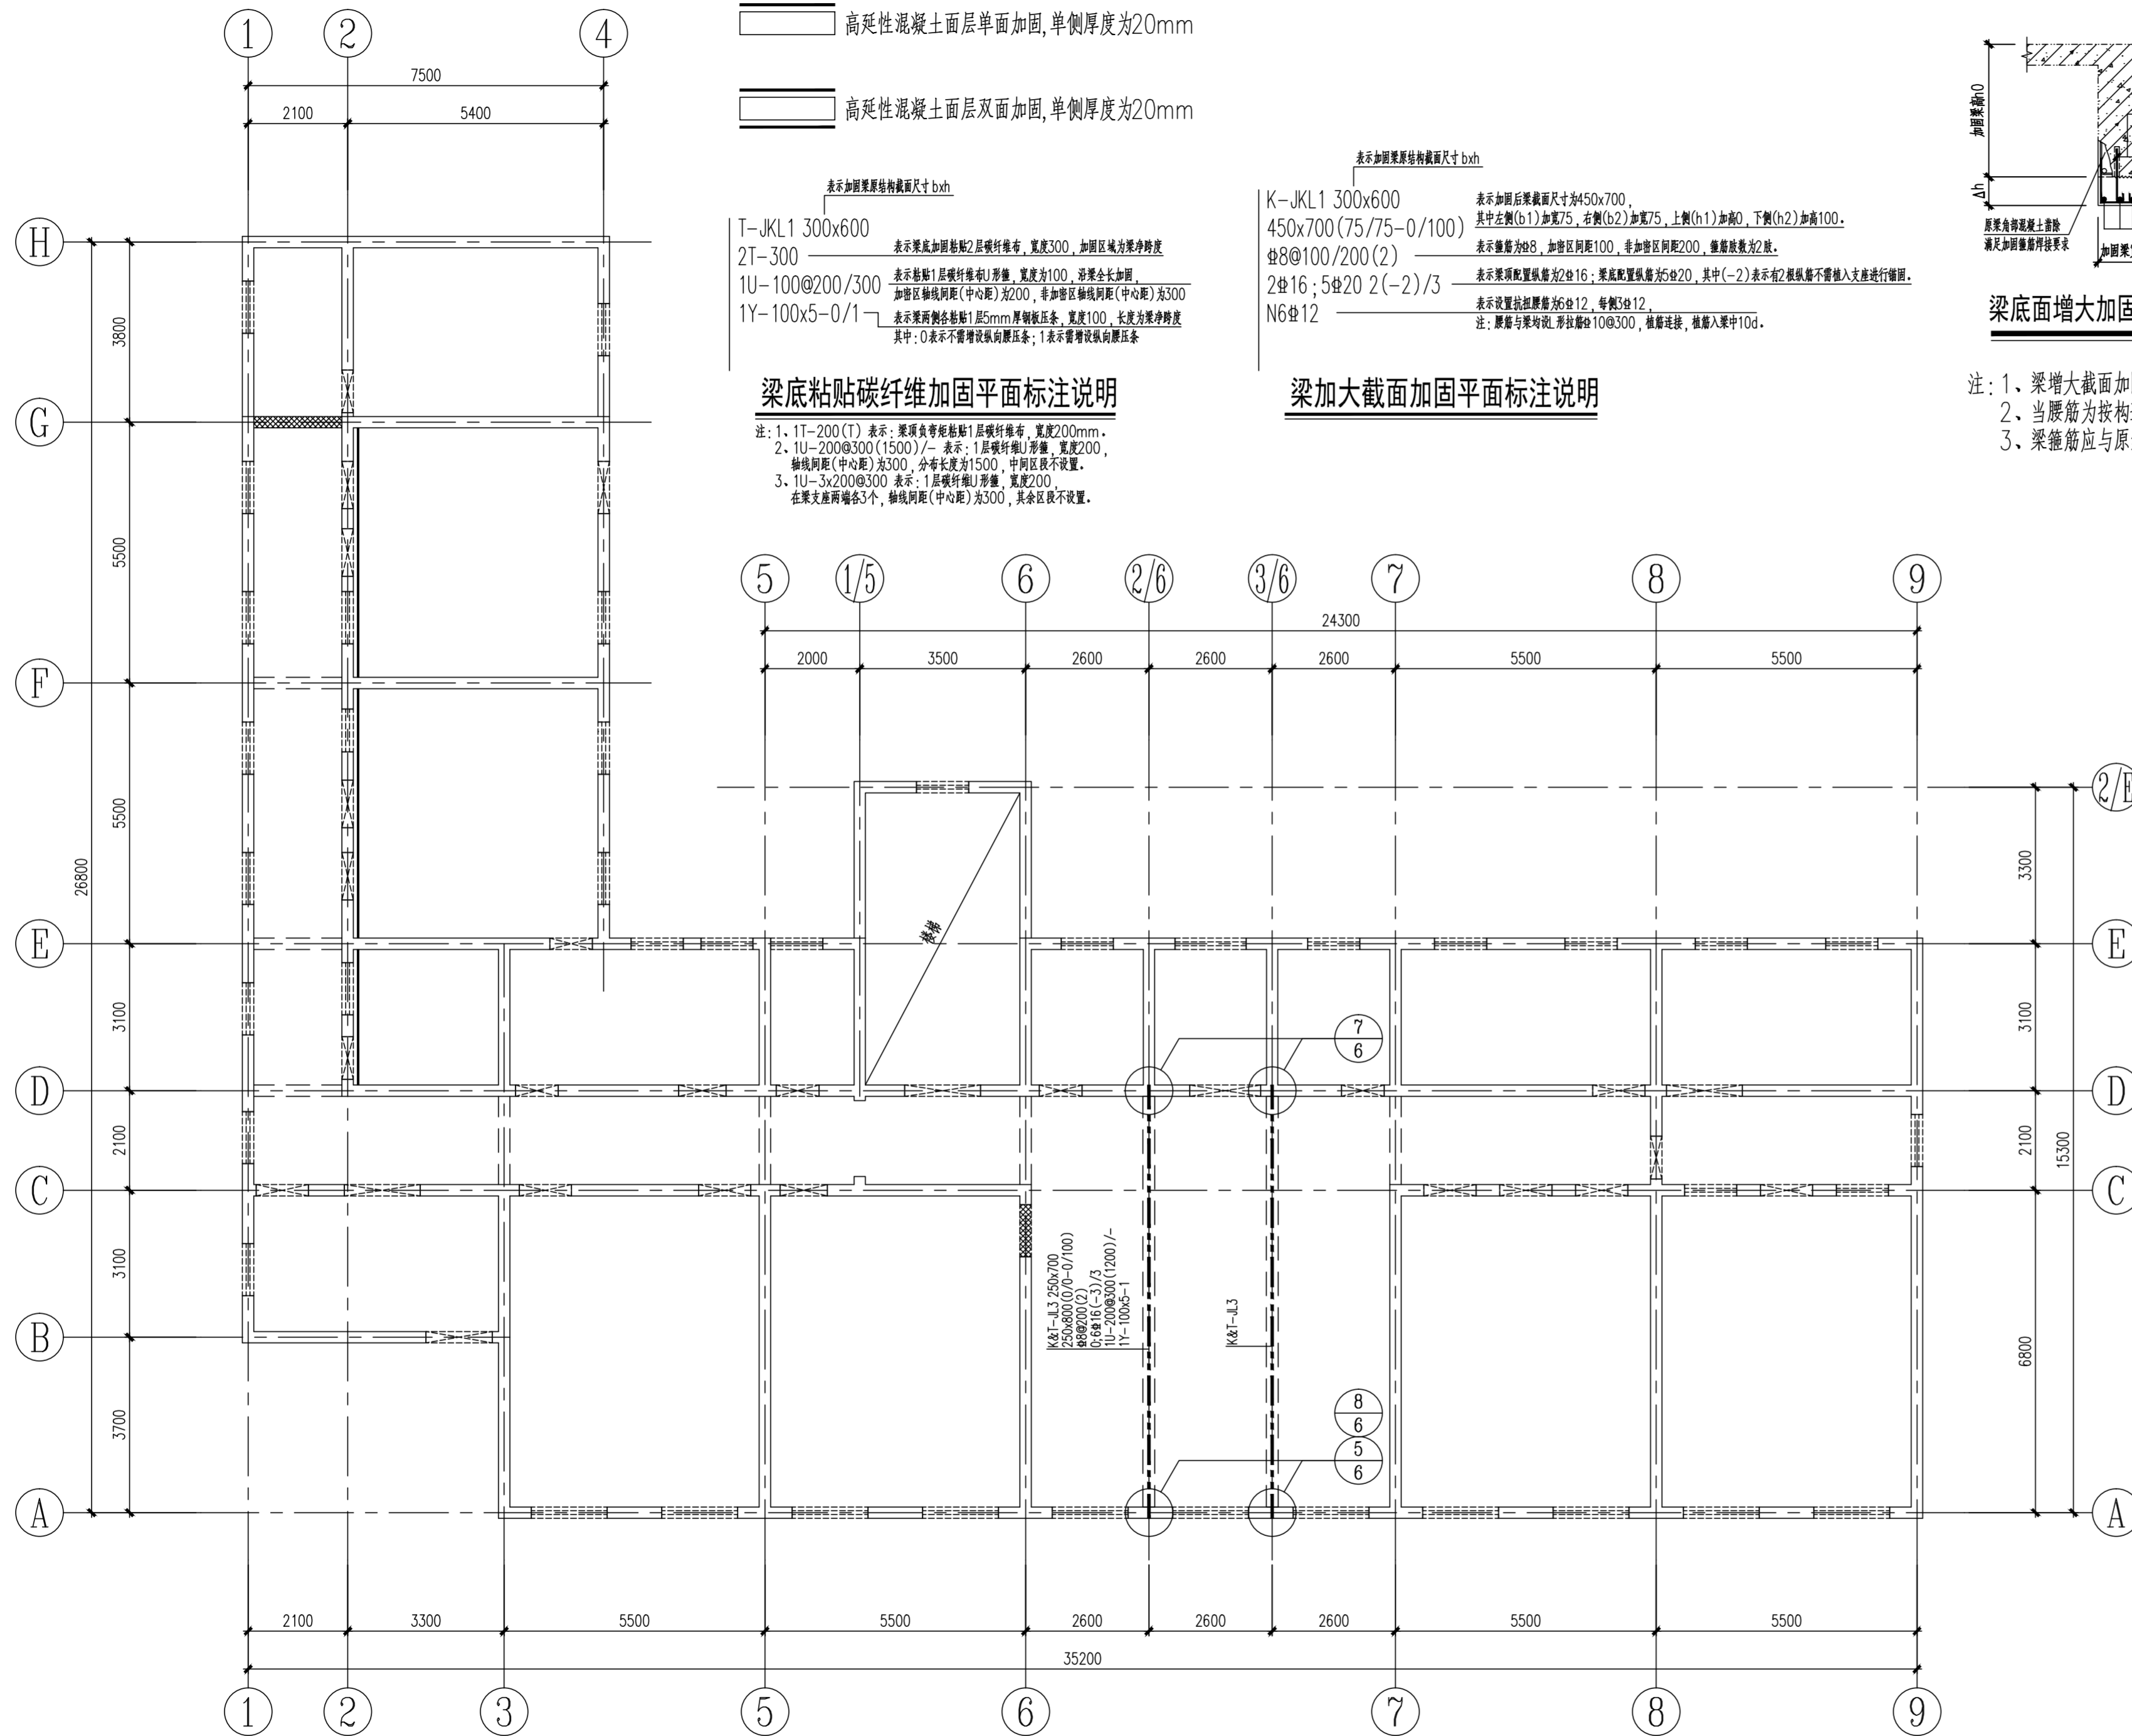 高延性混凝土面层单面加固,单侧厚度为20mm
高延性混凝土面层双面加固,单侧厚度为20mm
1
2
4
7500
2100
5400
表示加固梁原结构截面尺寸 bxh
T-JKL1 300x600
2T-300
表示梁底加固粘贴2层碳纤维布,宽度300,加固区域为梁净跨度
1U-100@200/300
表示粘贴1层碳纤维布U形箍,宽度为100,沿梁全长加固,
加密区轴线间距(中心距)为200,非加密区轴线间距(中心距)为300
1Y-100x5-0/1
表示梁两侧各粘贴1层5mm厚钢板压条,宽度100,长度为梁净跨度
其中:0表示不需增设纵向腰压条;1表示需增设纵向腰压条
梁底粘贴碳纤维加固平面标注说明
注:1、1T-200(T) 表示:梁顶负弯矩粘贴1层碳纤维布,宽度200mm.
2、1U-200@300(1500)/- 表示:1层碳纤维U形箍,宽度200,
轴线间距(中心距)为300,分布长度为1500,中间区段不设置.
3、1U-3x200@300 表示:1层碳纤维U形箍,宽度200,
在梁支座两端各3个,轴线间距(中心距)为300,其余区段不设置.
表示加固梁原结构截面尺寸 bxh
K-JKL1 300x600
450x700(75/75-0/100)
表示加固后梁截面尺寸为450x700,
其中左侧(b1)加宽75,右侧(b2)加宽75,上侧(h1)加高0,下侧(h2)加高100.
⌀8@100/200(2)
表示箍筋为⌀8,加密区间距100,非加密区间距200,箍筋肢数为2肢.
2⌀16;5⌀20 2(-2)/3
表示梁顶配置纵筋为2⌀16;梁底配置纵筋为5⌀20,其中(-2)表示有2根纵筋不需植入支座进行锚固.
N6⌀12
表示设置抗扭腰筋为6⌀12,每侧3⌀12,
注:腰筋与梁均设L形拉筋⌀10@300,植筋连接,植筋入梁中10d.
梁加大截面加固平面标注说明
加固梁高h0
Δh
原梁角部混凝土凿除
满足加固箍筋焊接要求
加固梁
梁底面增大加固
注:1、梁增大截面加
2、当腰筋为按构
3、梁箍筋应与原
H
G
F
E
D
C
B
A
3800
5500
5500
3100
2100
3100
3700
26800
5
1/5
6
2/6
3/6
7
8
9
24300
2000
3500
2600
2600
2600
5500
5500
2/E
E
D
C
A
3300
3100
2100
6800
15300
楼梯
7
6
8
6
5
6
K&T-JL3 250x700
250x800(0/0-0/100)
⌀8@200(2)
0;6⌀16(-3)/3
1U-200@300(1200)/-
1Y-100x5-1
K&T-JL3
2100
3300
5500
5500
2600
2600
2600
5500
5500
35200
1
2
3
5
6
7
8
9